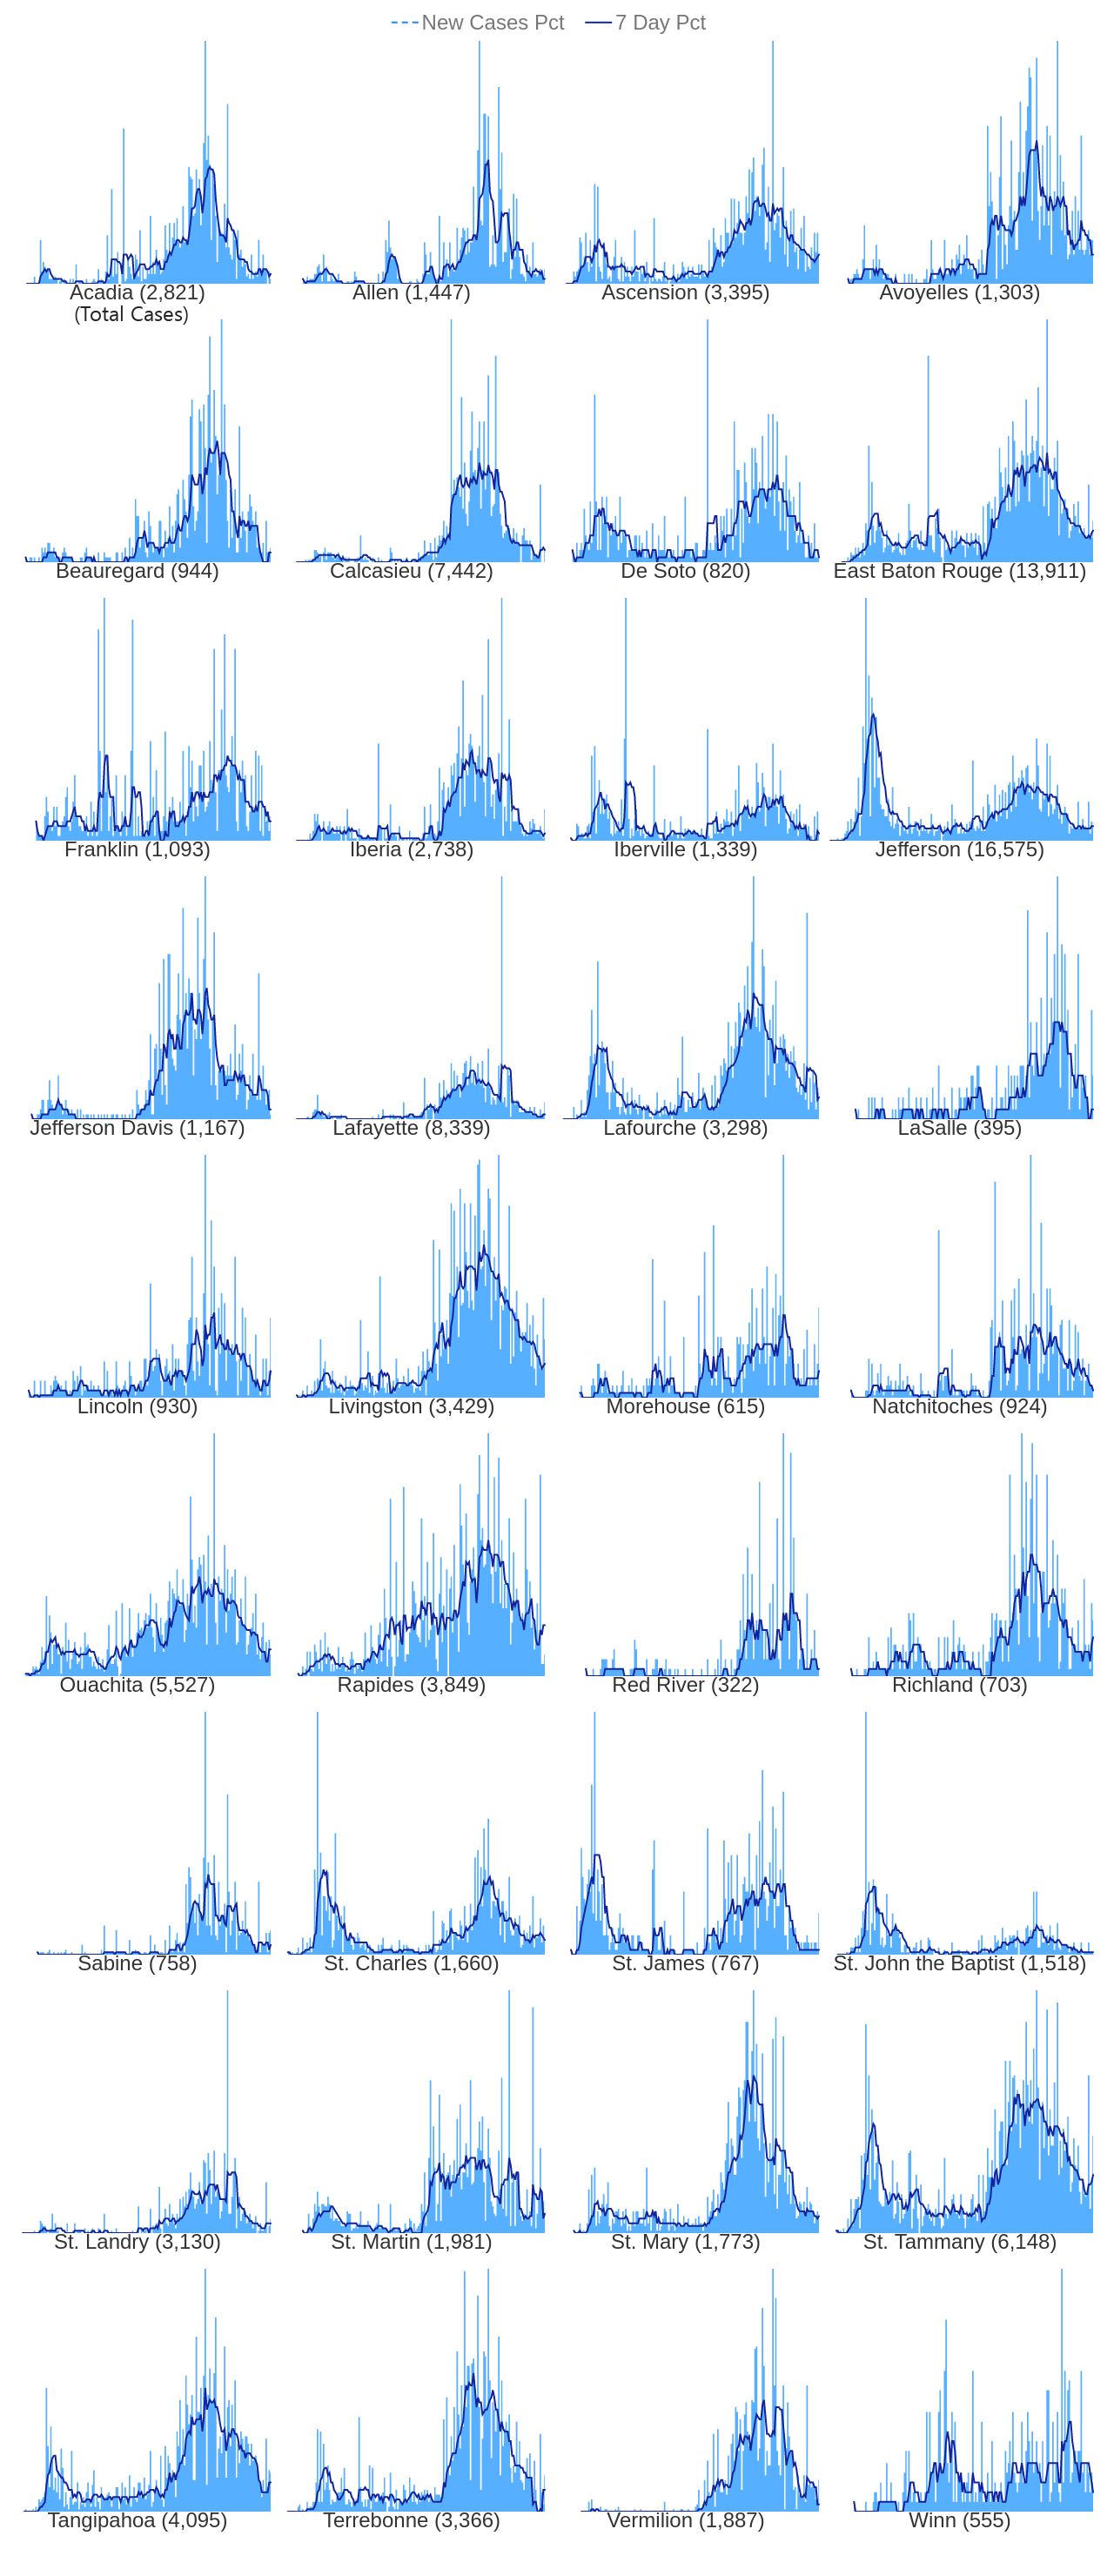 New Cases Pct 7 Day Pct
Acadia (2,821) Allen (1,447) Ascension (3,395) Avoyelles (1,303)
(Total Cases)
Beauregard (944) Calcasieu (7,442) De Soto (820) East Baton Rouge (13,911)
Franklin (1,093) Iberia (2,738) Iberville (1,339) Jefferson (16,575)
Jefferson Davis (1,167) Lafayette (8,339) Lafourche (3,298) LaSalle (395)
Lincoln (930) Livingston (3,429) Morehouse (615) Natchitoches (924)
Ouachita (5,527) Rapides (3,849) Red River (322) Richland (703)
Sabine (758) St. Charles (1,660) St. James (767) St. John the Baptist (1,518)
St. Landry (3,130) St. Martin (1,981) St. Mary (1,773) St. Tammany (6,148)
Tangipahoa (4,095) Terrebonne (3,366) Vermilion (1,887) Winn (555)